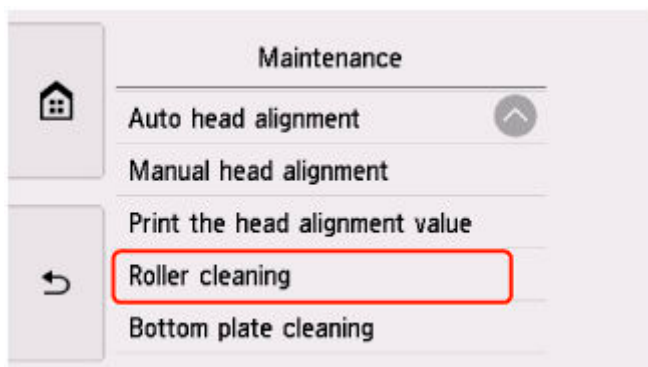 Maintenance
Auto head alignment
Manual head alignment
Print the head alignment value
Roller cleaning
Bottom plate cleaning